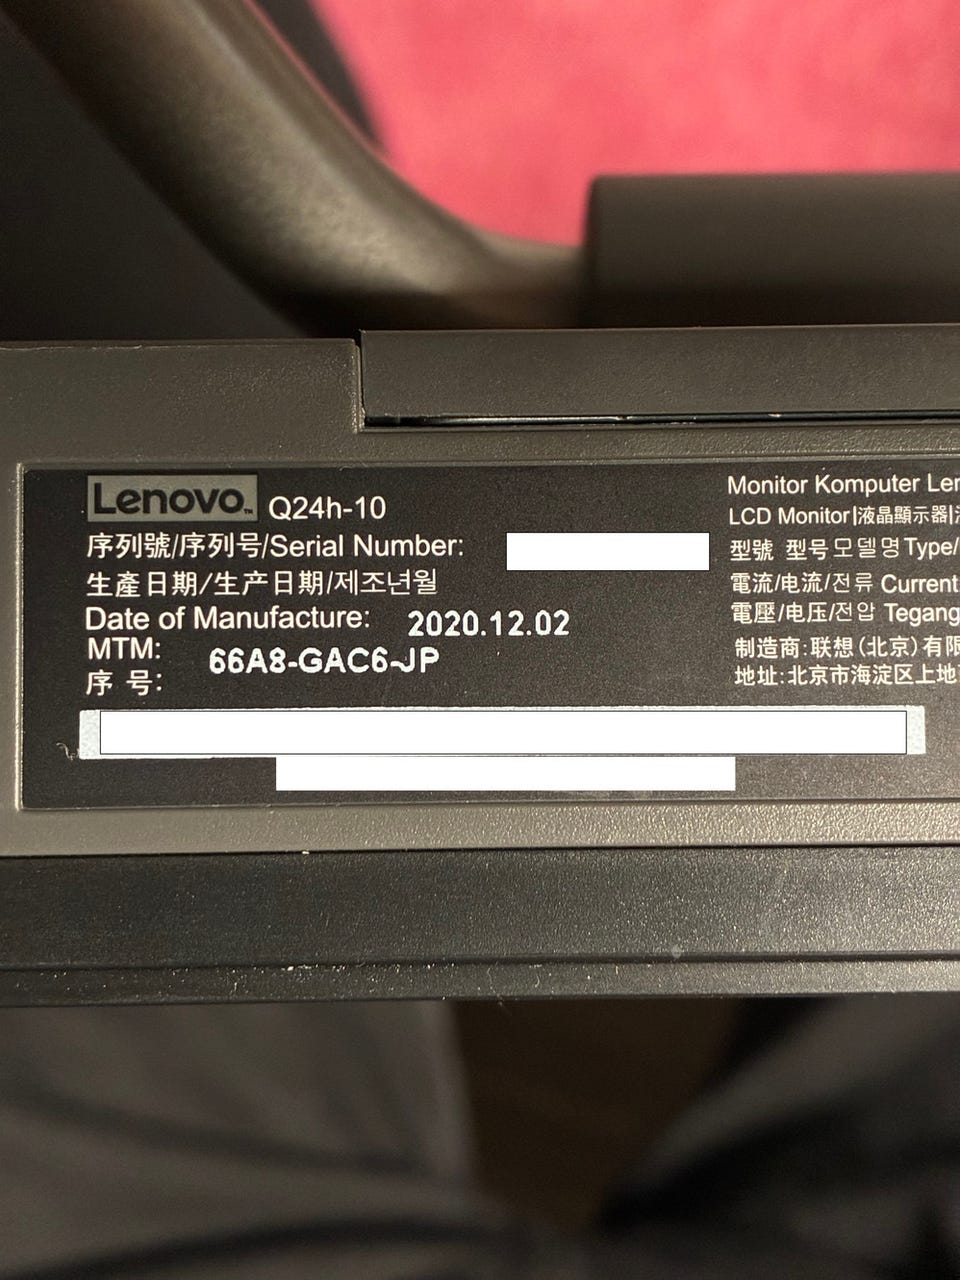 Lenovo™ Q24h-10
序列號/序列号/Serial Number:
生產日期/生产日期/제조년월
Date of Manufacture: 2020.12.02
MTM: 66A8-GAC6-JP
序 号:
Monitor Komputer Len
LCD Monitor|液晶顯示器|
型號 型号 모델명 Type/
電流/电流/전류 Current
電壓/电压/전압 Tegang
制造商:联想(北京)有限
地址:北京市海淀区上地